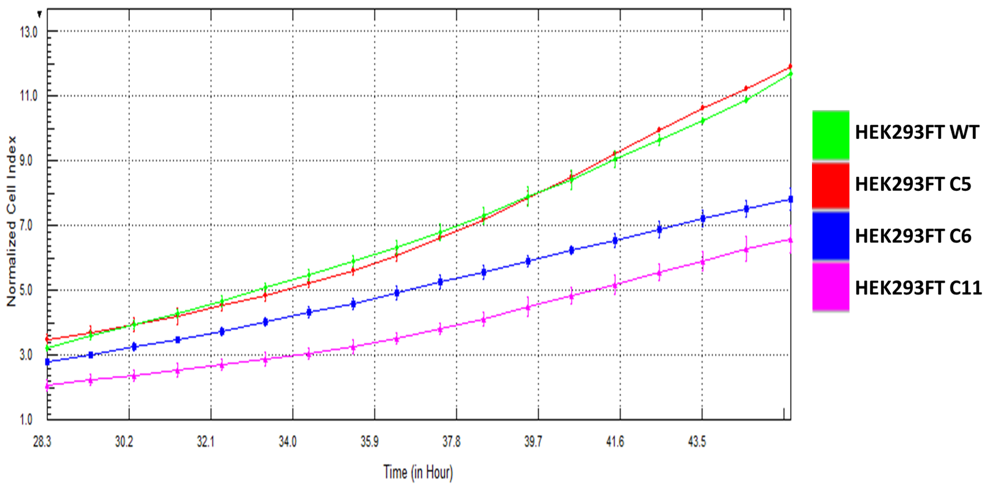 Normalized Cell Index
13.0
11.0
9.0
7.0
5.0
3.0
1.0
28.3 30.2 32.1 34.0 35.9 37.8 39.7 41.6 43.5
Time (in Hour)
HEK293FT WT
HEK293FT C5
HEK293FT C6
HEK293FT C11